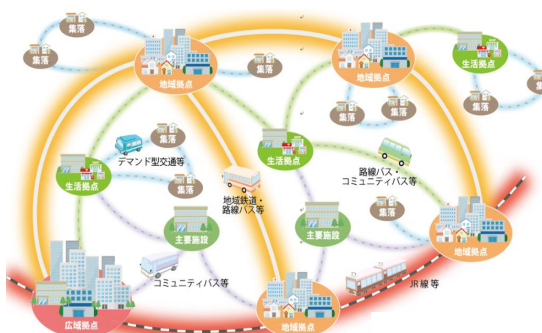 集落
集落
地域拠点
集落
地域拠点
生活拠点
集落
集落
集落
集落
集落
デマンド型交通等
生活拠点
路線バス・
コミュニティバス等
生活拠点
集落
地域鉄道・
路線バス等
集落
主要施設
主要施設
地域拠点
コミュニティバス等
JR線等
広域拠点
地域拠点